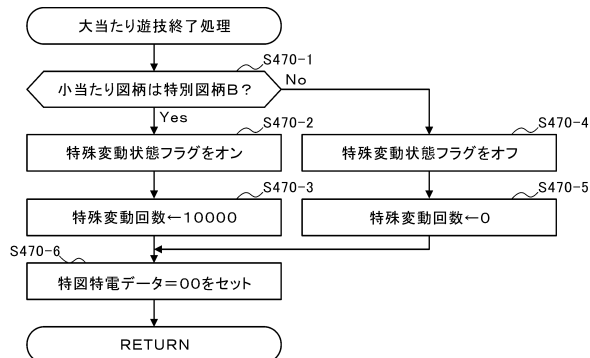 大当たり遊技終了処理
S470-1
小当たり図柄は特別図柄B?
No
Yes
S470-2
特殊変動状態フラグをオン
S470-4
特殊変動状態フラグをオフ
S470-3
特殊変動回数←10000
S470-5
特殊変動回数←0
S470-6
特図特電データ=00をセット
RETURN